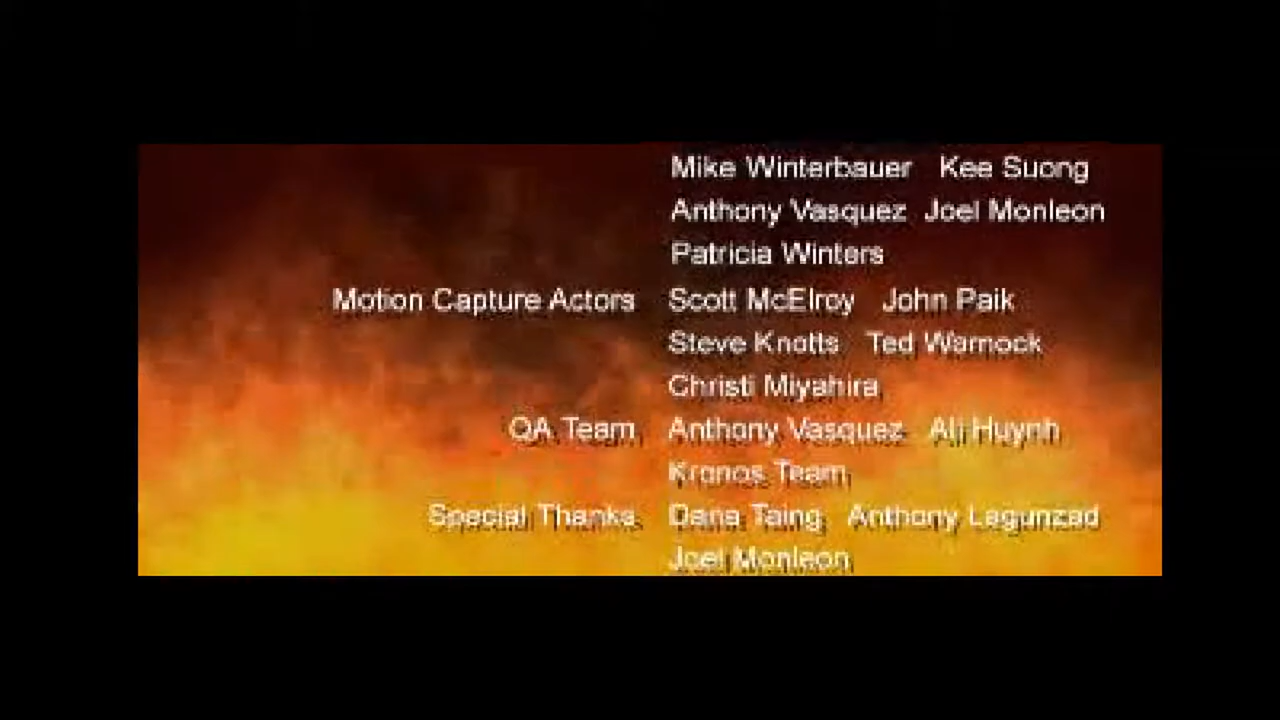 Mike Winterbauer Kee Suong
Anthony Vasquez Joel Monleon
Patricia Winters
Motion Capture Actors Scott McElroy John Paik
Steve Knotts Ted Warnock
Christi Miyahira
QA Team Anthony Vasquez Alj Huynh
Kronos Team
Special Thanks Dana Taing Anthony Lagunzad
Joel Monleon